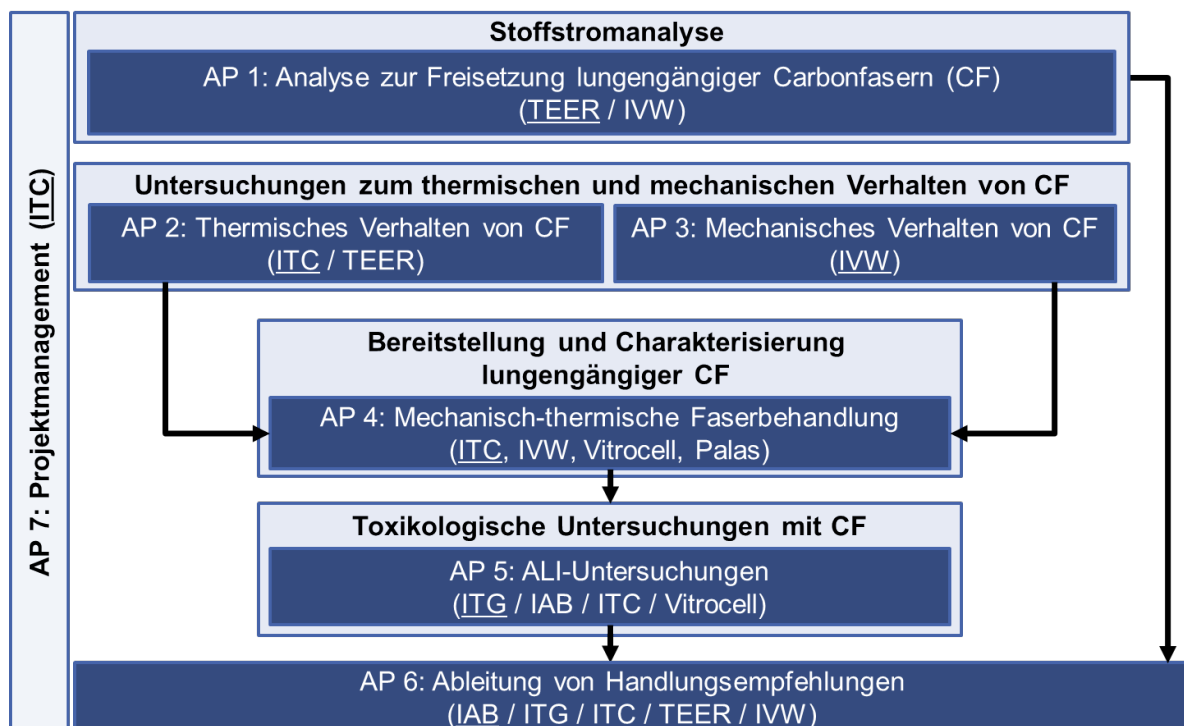 AP 7: Projektmanagement (ITC)
Stoffstromanalyse
AP 1: Analyse zur Freisetzung lungengängiger Carbonfasern (CF)
(TEER / IVW)
Untersuchungen zum thermischen und mechanischen Verhalten von CF
AP 2: Thermisches Verhalten von CF
(ITC / TEER)
AP 3: Mechanisches Verhalten von CF
(IVW)
Bereitstellung und Charakterisierung
lungengängiger CF
AP 4: Mechanisch-thermische Faserbehandlung
(ITC, IVW, Vitrocell, Palas)
Toxikologische Untersuchungen mit CF
AP 5: ALI-Untersuchungen
(ITG / IAB / ITC / Vitrocell)
AP 6: Ableitung von Handlungsempfehlungen
(IAB / ITG / ITC / TEER / IVW)